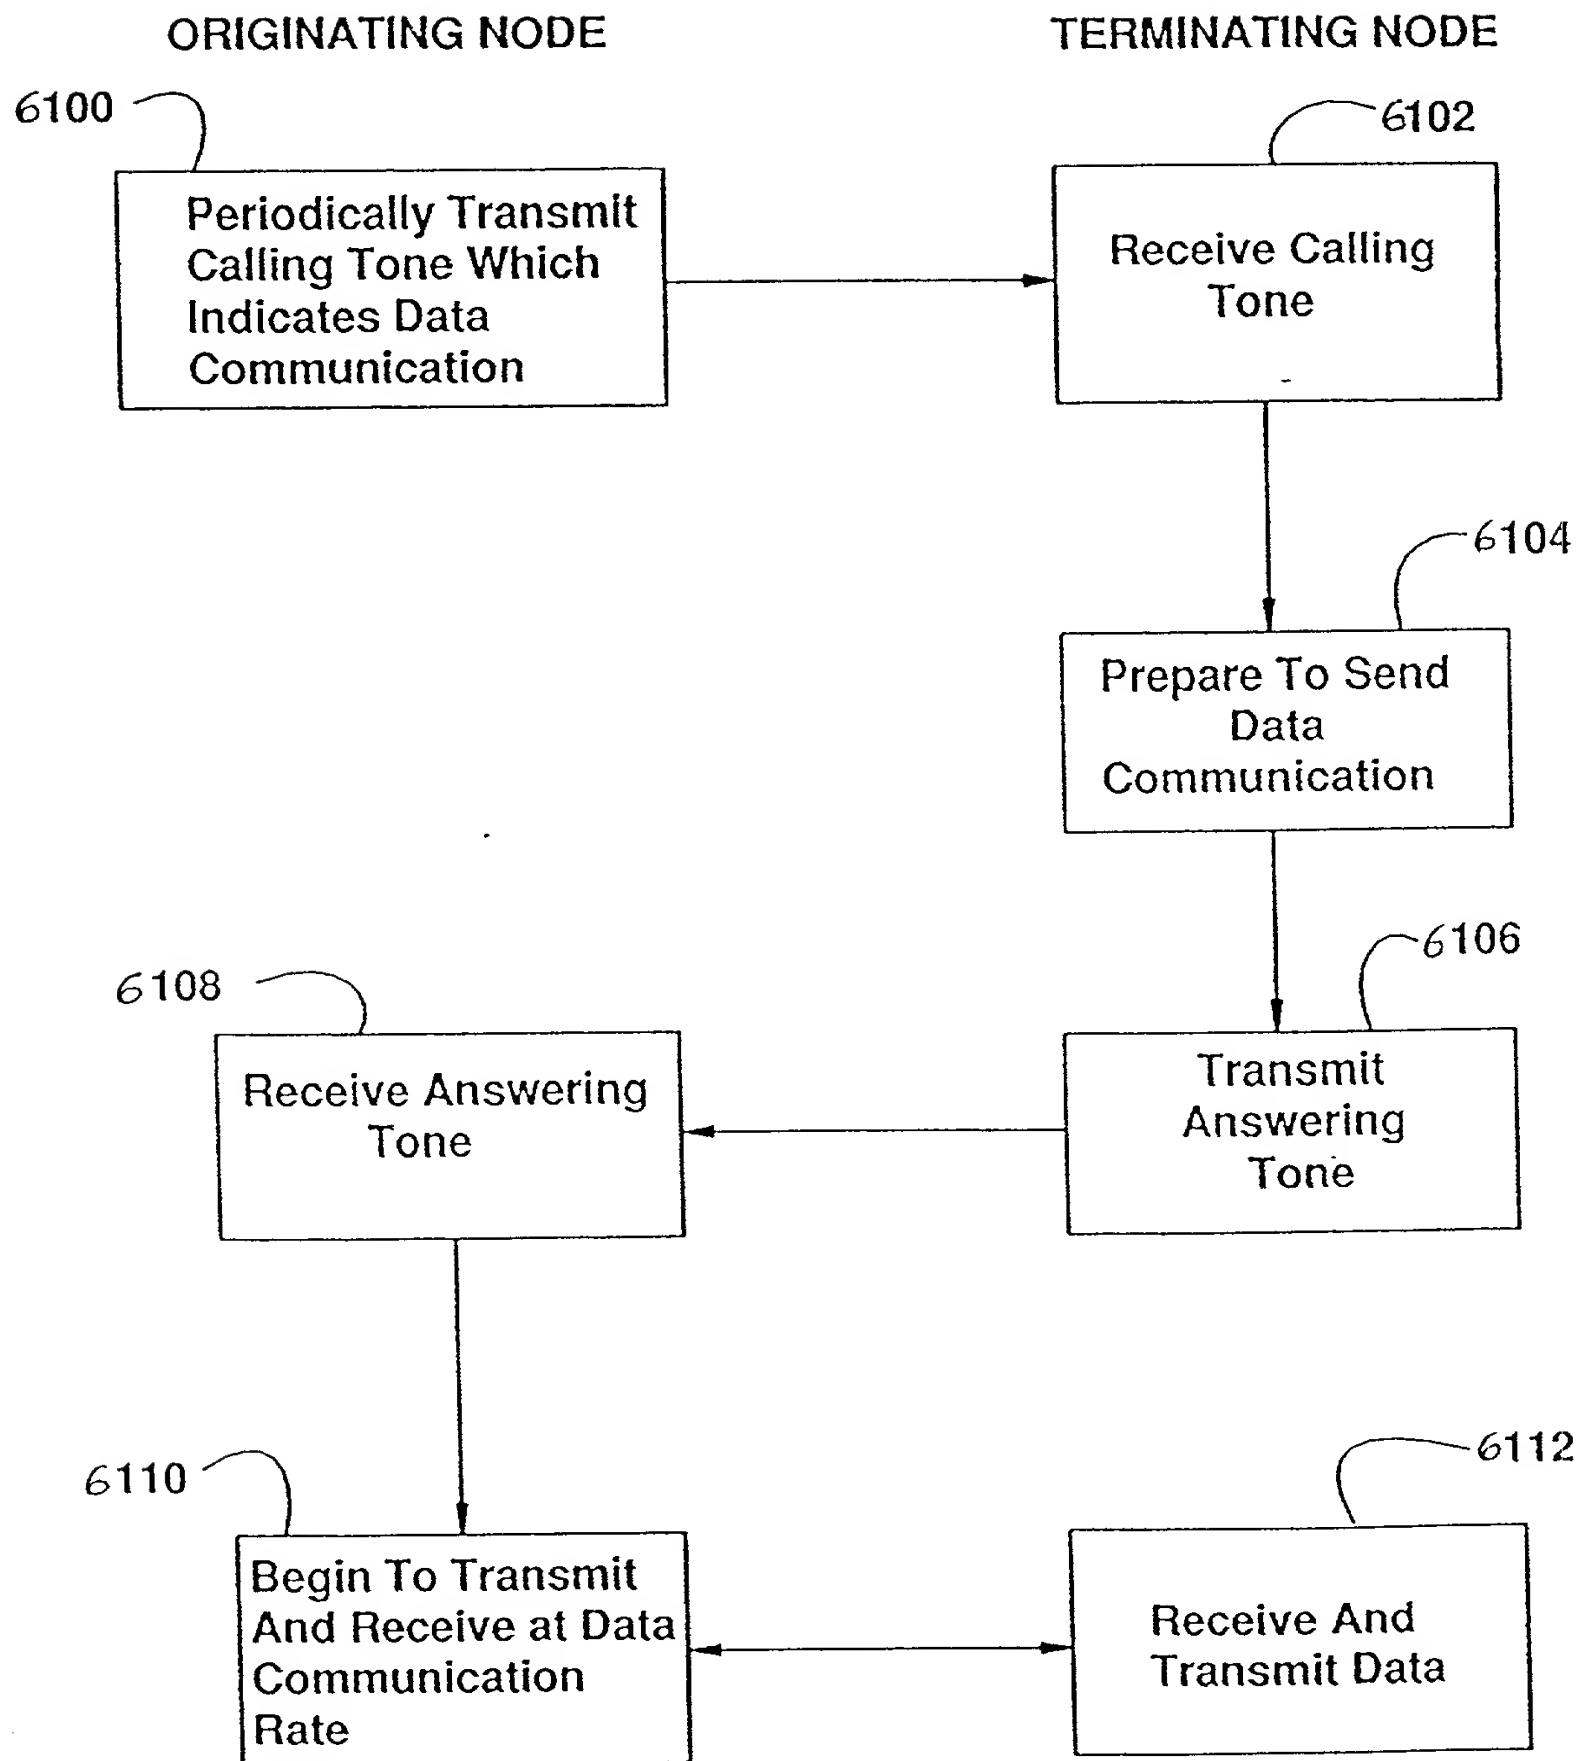 ORIGINATING NODE
TERMINATING NODE
6100
6102
Periodically Transmit
Calling Tone Which
Indicates Data
Communication
Receive Calling
Tone
6104
Prepare To Send
Data
Communication
6106
6108
Transmit
Answering
Tone
Receive Answering
Tone
6110
6112
Begin To Transmit
And Receive at Data
Communication
Rate
Receive And
Transmit Data